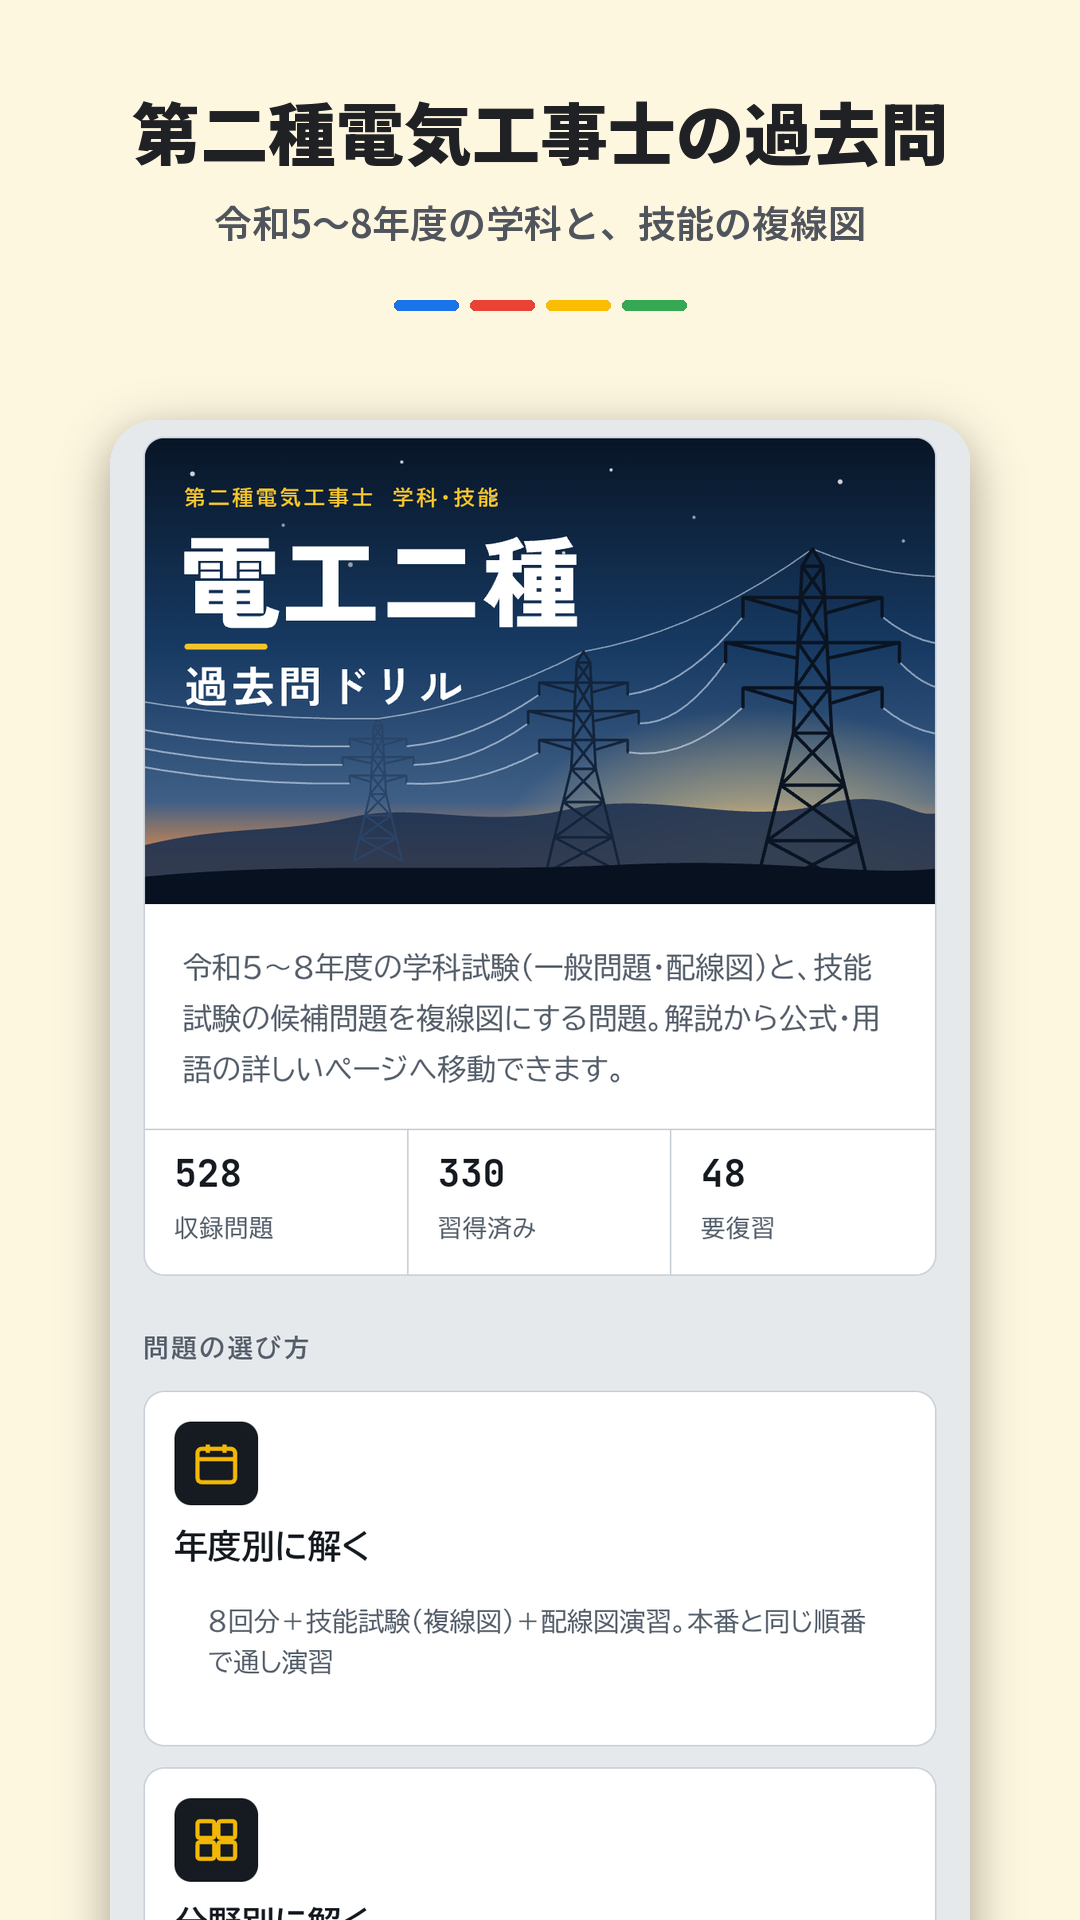 第二種電気工事士の過去問
令和5〜8年度の学科と、技能の複線図
第二種電気工事士 学科・技能
電工二種
過去問ドリル
令和5〜8年度の学科試験(一般問題・配線図)と、技能
試験の候補問題を複線図にする問題。解説から公式・用
語の詳しいページへ移動できます。
528
収録問題
330
習得済み
48
要復習
問題の選び方
年度別に解く
8回分＋技能試験(複線図)＋配線図演習。本番と同じ順番
で通し演習
分野別に解く